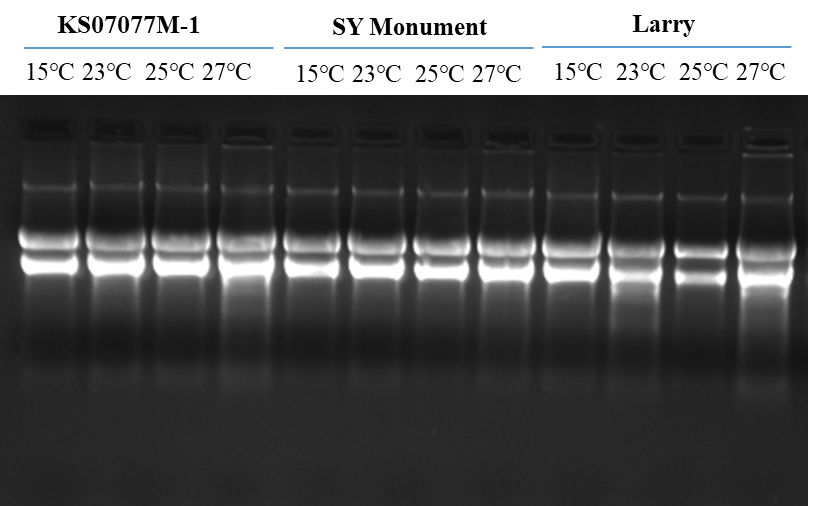 KS07077M-1 SY Monument Larry
15℃ 23℃ 25℃ 27℃ 15℃ 23℃ 25℃ 27℃ 15℃ 23℃ 25℃ 27℃